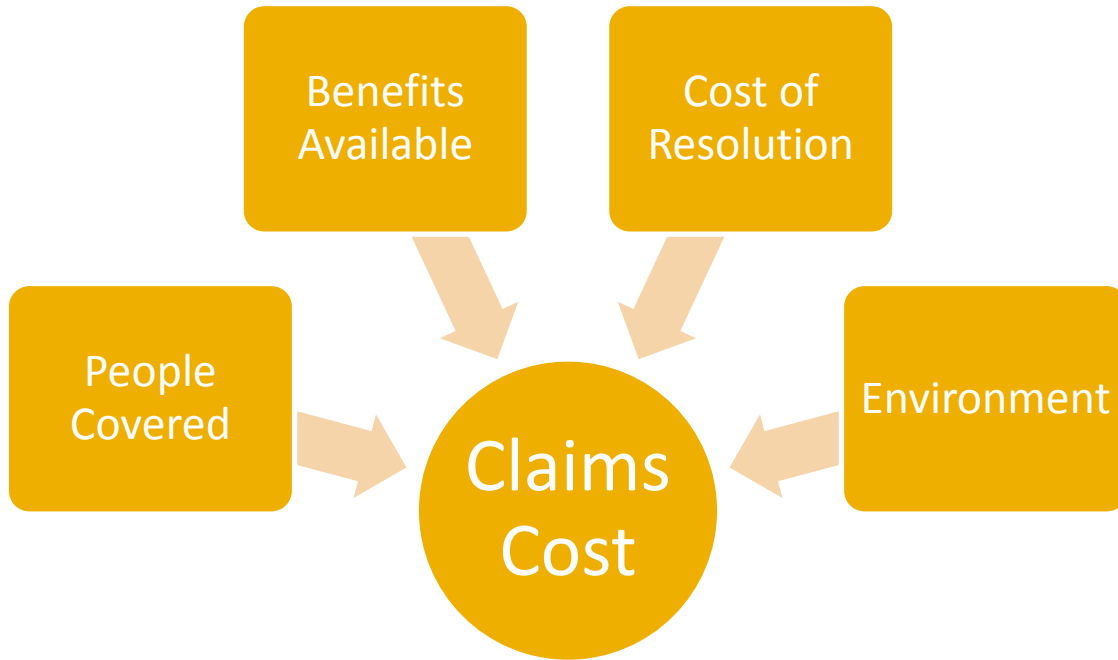 Benefits
Available
Cost of
Resolution
People
Covered
Environment
Claims
Cost